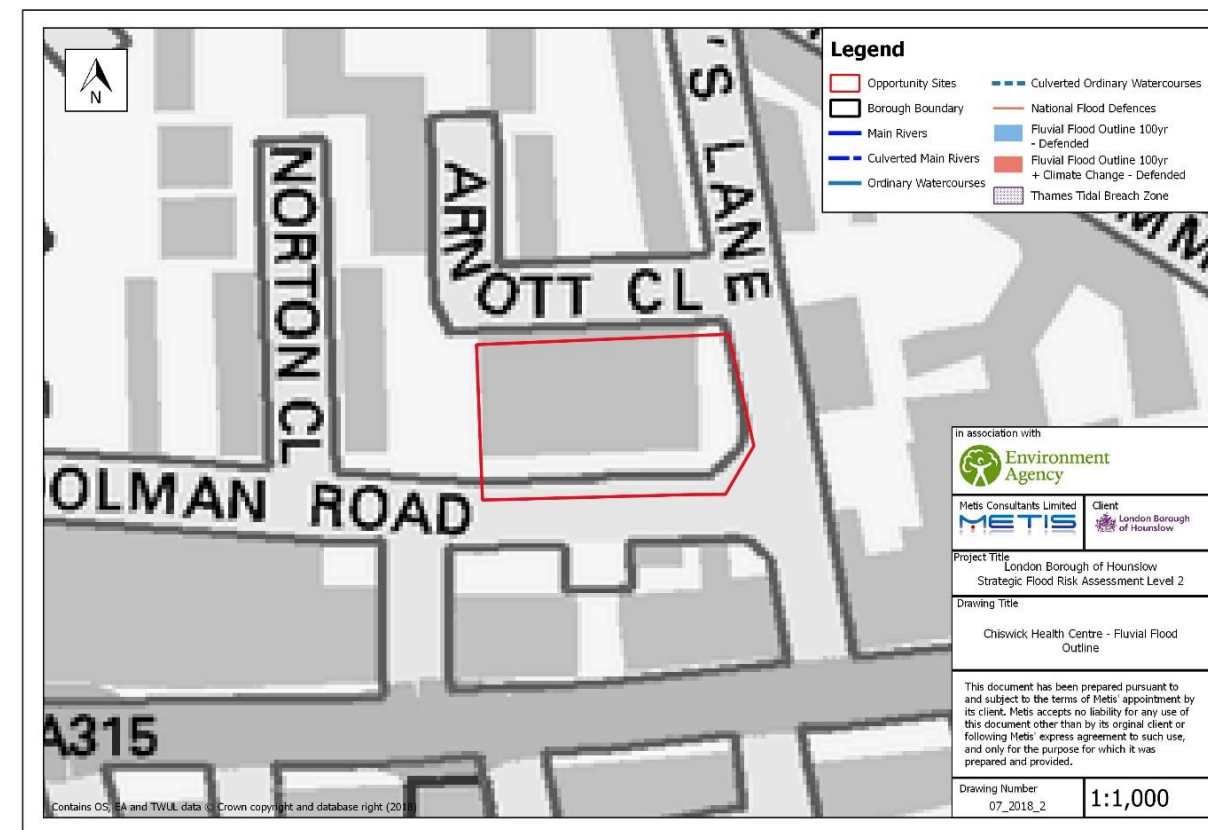 N
NORTON CL
ARNOTT CL
'S LANE
OLMAN ROAD
A315
Contains OS, EA and TWUL data © Crown copyright and database right (2018)
Legend
Opportunity Sites
Borough Boundary
Main Rivers
Culverted Main Rivers
Ordinary Watercourses
Culverted Ordinary Watercourses
National Flood Defences
Fluvial Flood Outline 100yr
- Defended
Fluvial Flood Outline 100yr
+ Climate Change - Defended
Thames Tidal Breach Zone
in association with
Environment
Agency
Metis Consultants Limited
METIS
Client
London Borough
of Hounslow
Project Title
London Borough of Hounslow
Strategic Flood Risk Assessment Level 2
Drawing Title
Chiswick Health Centre - Fluvial Flood
Outline
This document has been prepared pursuant to
and subject to the terms of Metis' appointment by
its client. Metis accepts no liability for any use of
this document other than by its orginal client or
following Metis' express agreement to such use,
and only for the purpose for which it was
prepared and provided.
Drawing Number
07_2018_2
1:1,000